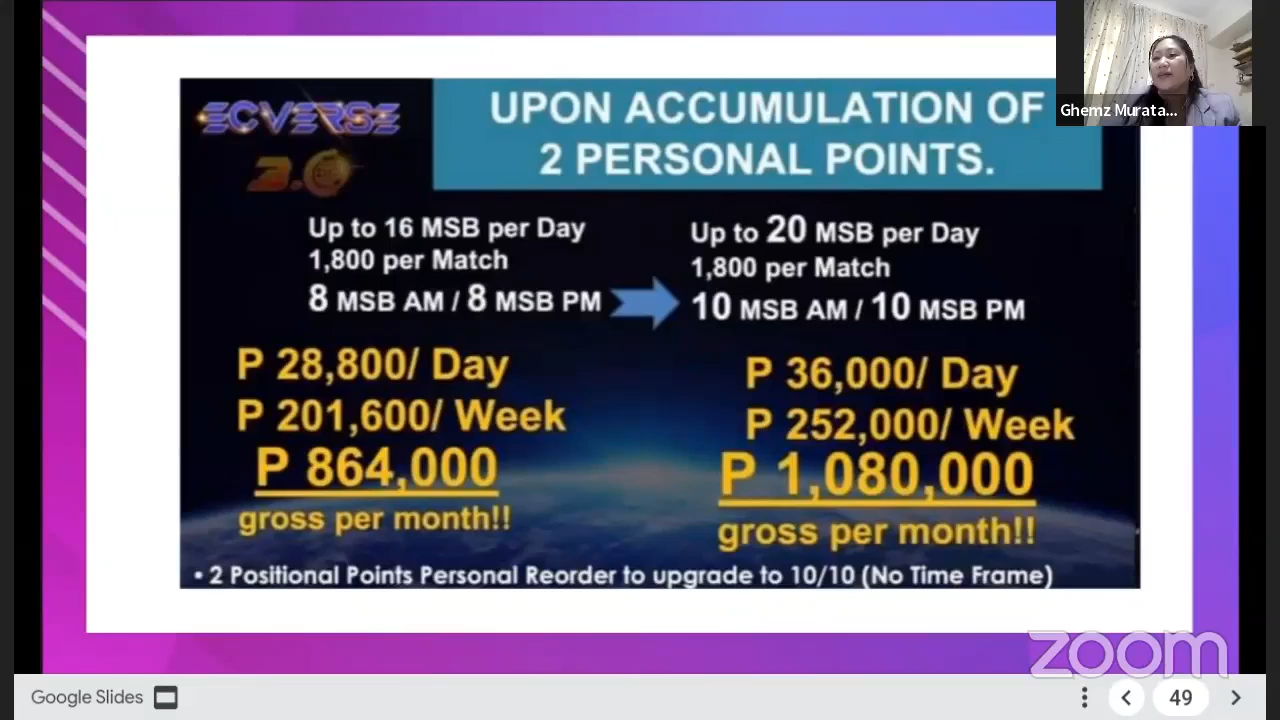 ECVERSE
2.0
UPON ACCUMULATION OF
2 PERSONAL POINTS.
Ghemz Murata...
Up to 16 MSB per Day
1,800 per Match
8 MSB AM / 8 MSB PM
Up to 20 MSB per Day
1,800 per Match
10 MSB AM / 10 MSB PM
P 28,800/ Day
P 201,600/ Week
P 864,000
gross per month!!
P 36,000/ Day
P 252,000/ Week
P 1,080,000
gross per month!!
• 2 Positional Points Personal Reorder to upgrade to 10/10 (No Time Frame)
zoom
Google Slides
49